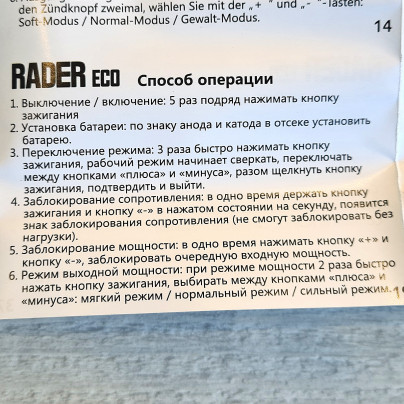 den Zündknopf zweimal, wählen Sie mit der „+ “ und „- “-Tasten:
Soft-Modus / Normal-Modus / Gewalt-Modus.
14
RADER ECO Способ операции
1. Выключение / включение: 5 раз подряд нажимать кнопку
зажигания
2. Установка батареи: по знаку анода и катода в отсеке установить
батарею.
3. Переключение режима: 3 раза быстро нажимать кнопку
зажигания, рабочий режим начинает сверкать, переключать
между кнопками «плюса» и «минуса», разом щелкнуть кнопку
зажигания, подтвердить и выйти.
4. Заблокирование сопротивления: в одно время держать кнопку
зажигания и кнопку «-» в нажатом состоянии на секунду, появится
знак заблокирования сопротивления (не смогут заблокировать без
нагрузки).
5. Заблокирование мощности: в одно время нажимать кнопку «+» и
кнопку «-», заблокировать очередную входную мощность.
6. Режим выходной мощности: при режиме мощности 2 раза быстро
нажать кнопку зажигания, выбирать между кнопками «плюса» и
«минуса»: мягкий режим / нормальный режим / сильный режим.